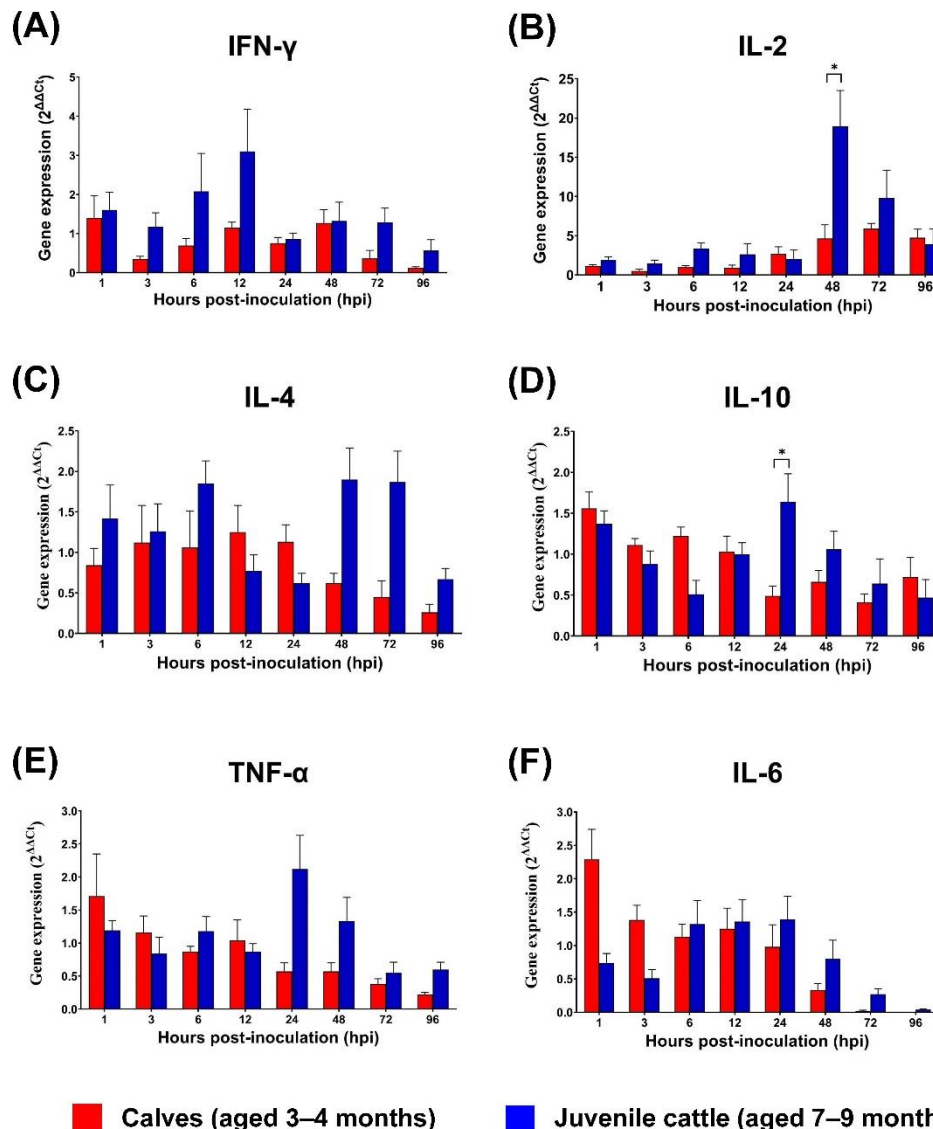 (A)
IFN-γ
Gene expression (2^ΔΔCt)
5
4
3
2
1
0
1 3 6 12 24 48 72 96
Hours post-inoculation (hpi)
(B)
IL-2
Gene expression (2^ΔΔCt)
25
20
15
10
5
0
*
1 3 6 12 24 48 72 96
Hours post-inoculation (hpi)
(C)
IL-4
Gene expression (2^ΔΔCt)
2.5
2.0
1.5
1.0
0.5
0.0
1 3 6 12 24 48 72 96
Hours post-inoculation (hpi)
(D)
IL-10
Gene expression (2^ΔΔCt)
2.5
2.0
1.5
1.0
0.5
0.0
*
1 3 6 12 24 48 72 96
Hours post-inoculation (hpi)
(E)
TNF-α
Gene expression (2^ΔΔCt)
3.0
2.5
2.0
1.5
1.0
0.5
0.0
1 3 6 12 24 48 72 96
Hours post-inoculation (hpi)
(F)
IL-6
Gene expression (2^ΔΔCt)
3.0
2.5
2.0
1.5
1.0
0.5
0.0
1 3 6 12 24 48 72 96
Hours post-inoculation (hpi)
Calves (aged 3–4 months)
Juvenile cattle (aged 7–9 month